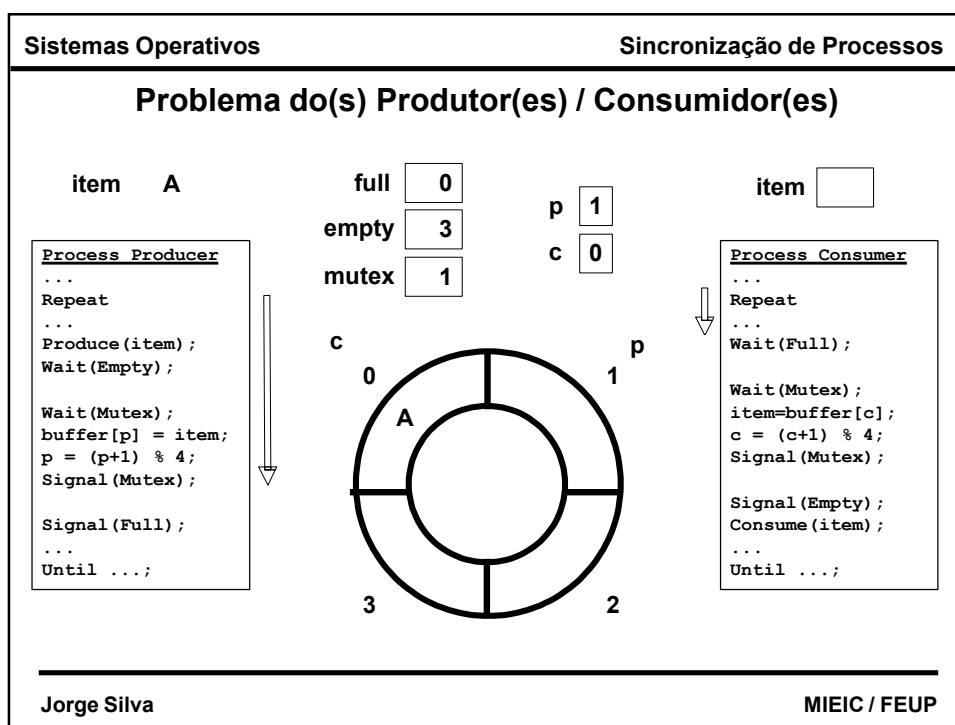 Sistemas Operativos Sincronização de Processos
Problema do(s) Produtor(es) / Consumidor(es)
item A
full 0
empty 3
mutex 1
p 1
c 0
item
Process Producer
...
Repeat
...
Produce(item);
Wait(Empty);
Wait(Mutex);
buffer[p] = item;
p = (p+1) % 4;
Signal(Mutex);
Signal(Full);
...
Until ...;
c
0
A
p
1
3
2
Process Consumer
...
Repeat
...
Wait(Full);
Wait(Mutex);
item=buffer[c];
c = (c+1) % 4;
Signal(Mutex);
Signal(Empty);
Consume(item);
...
Until ...;
Jorge Silva MIEIC / FEUP